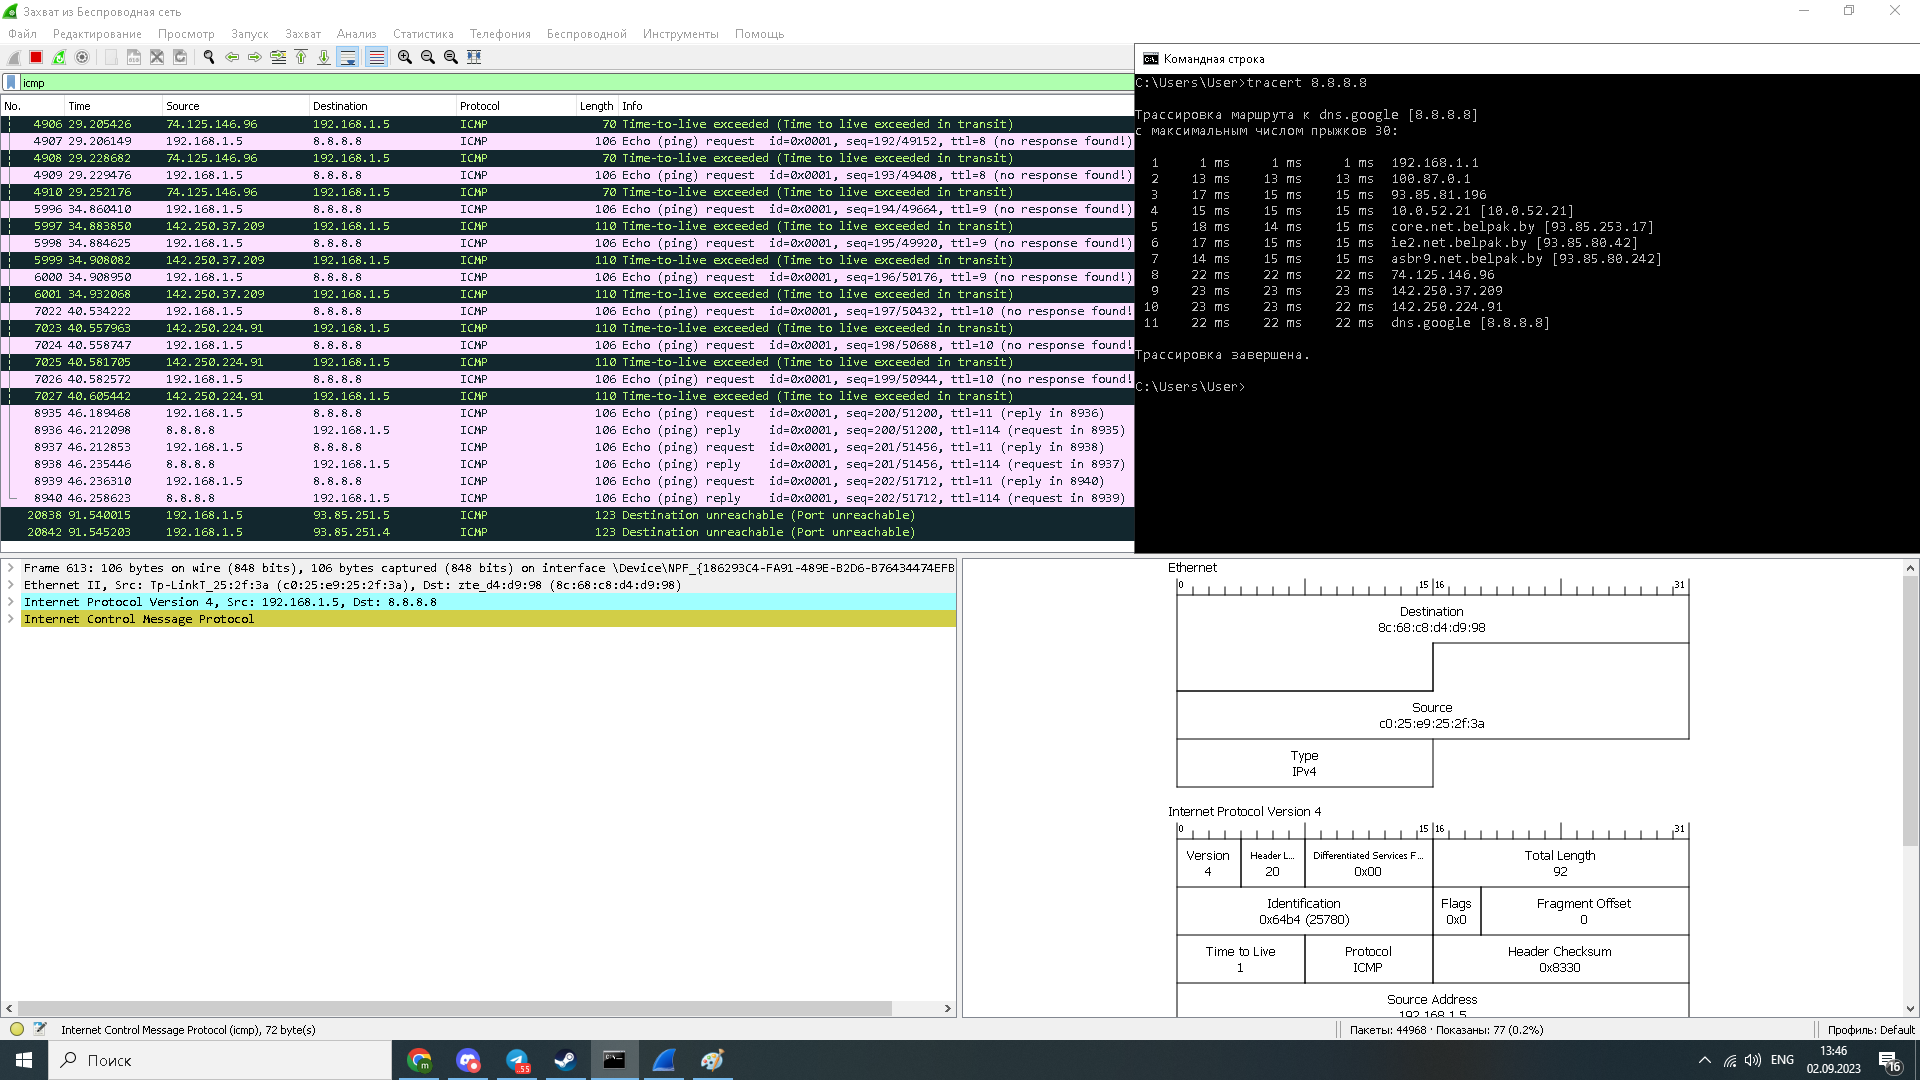 Захват из Беспроводная сеть
Файл Редактирование Просмотр Запуск Захват Анализ Статистика Телефония Беспроводной Инструменты Помощь
icmp
No. Time Source Destination Protocol Length Info
4906 29.205426 74.125.146.96 192.168.1.5 ICMP 70 Time-to-live exceeded (Time to live exceeded in transit)
4907 29.206149 192.168.1.5 8.8.8.8 ICMP 106 Echo (ping) request id=0x0001, seq=192/49152, ttl=8 (no response found!)
4908 29.228682 74.125.146.96 192.168.1.5 ICMP 70 Time-to-live exceeded (Time to live exceeded in transit)
4909 29.229476 192.168.1.5 8.8.8.8 ICMP 106 Echo (ping) request id=0x0001, seq=193/49408, ttl=8 (no response found!)
4910 29.252176 74.125.146.96 192.168.1.5 ICMP 70 Time-to-live exceeded (Time to live exceeded in transit)
5996 34.860410 192.168.1.5 8.8.8.8 ICMP 106 Echo (ping) request id=0x0001, seq=194/49664, ttl=9 (no response found!)
5997 34.883850 142.250.37.209 192.168.1.5 ICMP 110 Time-to-live exceeded (Time to live exceeded in transit)
5998 34.884625 192.168.1.5 8.8.8.8 ICMP 106 Echo (ping) request id=0x0001, seq=195/49920, ttl=9 (no response found!)
5999 34.908082 142.250.37.209 192.168.1.5 ICMP 110 Time-to-live exceeded (Time to live exceeded in transit)
6000 34.908950 192.168.1.5 8.8.8.8 ICMP 106 Echo (ping) request id=0x0001, seq=196/50176, ttl=9 (no response found!)
6001 34.932068 142.250.37.209 192.168.1.5 ICMP 110 Time-to-live exceeded (Time to live exceeded in transit)
7022 40.534222 192.168.1.5 8.8.8.8 ICMP 106 Echo (ping) request id=0x0001, seq=197/50432, ttl=10 (no response found!
7023 40.557963 142.250.224.91 192.168.1.5 ICMP 110 Time-to-live exceeded (Time to live exceeded in transit)
7024 40.558747 192.168.1.5 8.8.8.8 ICMP 106 Echo (ping) request id=0x0001, seq=198/50688, ttl=10 (no response found!
7025 40.581705 142.250.224.91 192.168.1.5 ICMP 110 Time-to-live exceeded (Time to live exceeded in transit)
7026 40.582572 192.168.1.5 8.8.8.8 ICMP 106 Echo (ping) request id=0x0001, seq=199/50944, ttl=10 (no response found!
7027 40.605442 142.250.224.91 192.168.1.5 ICMP 110 Time-to-live exceeded (Time to live exceeded in transit)
8935 46.189468 192.168.1.5 8.8.8.8 ICMP 106 Echo (ping) request id=0x0001, seq=200/51200, ttl=11 (reply in 8936)
8936 46.212098 8.8.8.8 192.168.1.5 ICMP 106 Echo (ping) reply id=0x0001, seq=200/51200, ttl=114 (request in 8935)
8937 46.212853 192.168.1.5 8.8.8.8 ICMP 106 Echo (ping) request id=0x0001, seq=201/51456, ttl=11 (reply in 8938)
8938 46.235446 8.8.8.8 192.168.1.5 ICMP 106 Echo (ping) reply id=0x0001, seq=201/51456, ttl=114 (request in 8937)
8939 46.236310 192.168.1.5 8.8.8.8 ICMP 106 Echo (ping) request id=0x0001, seq=202/51712, ttl=11 (reply in 8940)
8940 46.258623 8.8.8.8 192.168.1.5 ICMP 106 Echo (ping) reply id=0x0001, seq=202/51712, ttl=114 (request in 8939)
20838 91.540015 192.168.1.5 93.85.251.5 ICMP 123 Destination unreachable (Port unreachable)
20842 91.545203 192.168.1.5 93.85.251.4 ICMP 123 Destination unreachable (Port unreachable)
Командная строка
C:\Users\User>tracert 8.8.8.8
Трассировка маршрута к dns.google [8.8.8.8]
с максимальным числом прыжков 30:
1 1 ms 1 ms 1 ms 192.168.1.1
2 13 ms 13 ms 13 ms 100.87.0.1
3 17 ms 15 ms 15 ms 93.85.81.196
4 15 ms 15 ms 15 ms 10.0.52.21 [10.0.52.21]
5 18 ms 14 ms 15 ms core.net.belpak.by [93.85.253.17]
6 17 ms 15 ms 15 ms ie2.net.belpak.by [93.85.80.42]
7 14 ms 15 ms 15 ms asbr9.net.belpak.by [93.85.80.242]
8 22 ms 22 ms 22 ms 74.125.146.96
9 23 ms 23 ms 23 ms 142.250.37.209
10 23 ms 23 ms 22 ms 142.250.224.91
11 22 ms 22 ms 22 ms dns.google [8.8.8.8]
Трассировка завершена.
C:\Users\User>
Frame 613: 106 bytes on wire (848 bits), 106 bytes captured (848 bits) on interface \Device\NPF_{186293C4-FA91-489E-B2D6-B76434474EFB
Ethernet II, Src: Tp-LinkT_25:2f:3a (c0:25:e9:25:2f:3a), Dst: zte_d4:d9:98 (8c:68:c8:d4:d9:98)
Internet Protocol Version 4, Src: 192.168.1.5, Dst: 8.8.8.8
Internet Control Message Protocol
Ethernet
0 15 16 31
Destination
8c:68:c8:d4:d9:98
Source
c0:25:e9:25:2f:3a
Type
IPv4
Internet Protocol Version 4
0 15 16 31
Version Header L... Differentiated Services F... Total Length
4 20 0x00 92
Identification Flags Fragment Offset
0x64b4 (25780) 0x0 0
Time to Live Protocol Header Checksum
1 ICMP 0x8330
Source Address
192.168.1.5
Internet Control Message Protocol (icmp), 72 byte(s)
Пакеты: 44968 · Показаны: 77 (0.2%)
Профиль: Default
Поиск
.55
ENG
13:46
02.09.2023
16